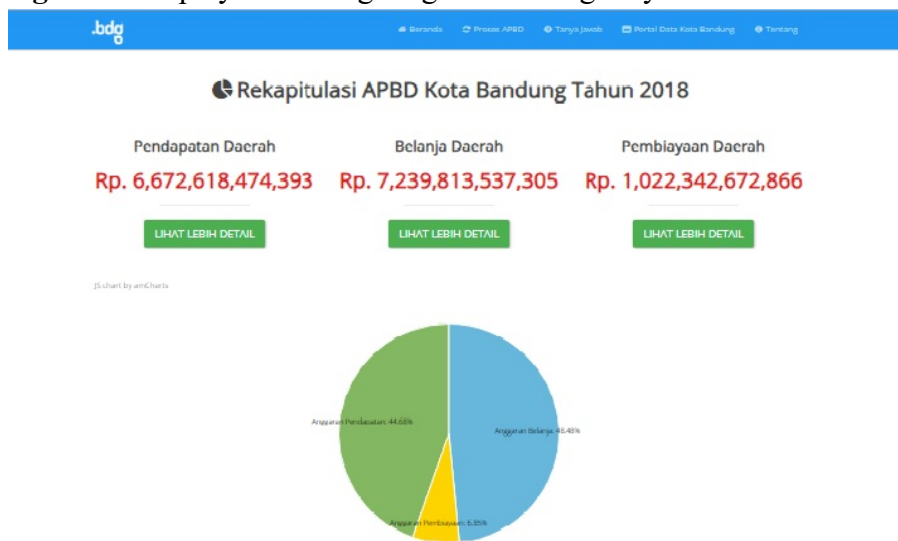 .bdg
Beranda Proses APBD Tanya Jawab Portal Data Kota Bandung Tentang
Rekapitulasi APBD Kota Bandung Tahun 2018
Pendapatan Daerah Belanja Daerah Pembiayaan Daerah
Rp. 6,672,618,474,393 Rp. 7,239,813,537,305 Rp. 1,022,342,672,866
LIHAT LEBIH DETAIL LIHAT LEBIH DETAIL LIHAT LEBIH DETAIL
JS chart by amCharts
Anggaran Pendapatan: 44.68%
Anggaran Belanja: 48.48%
Anggaran Pembiayaan: 6.85%